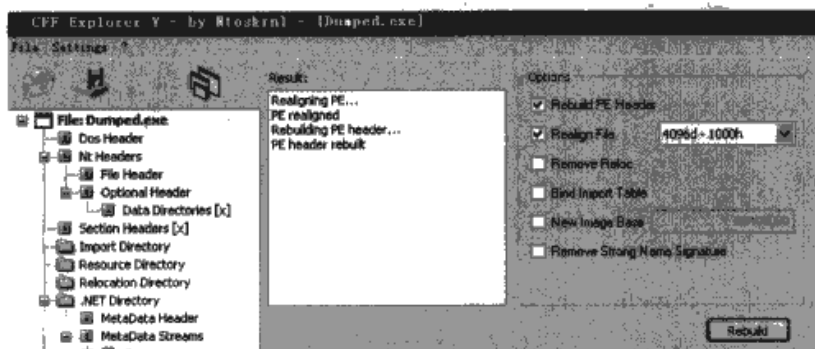 CFF Explorer V - by Ntoskrnl - [Dumped.exe]
File Settings ?
File: Dumped.exe
Dos Header
Nt Headers
File Header
Optional Header
Data Directories [x]
Section Headers [x]
Import Directory
Resource Directory
Relocation Directory
.NET Directory
MetaData Header
MetaData Streams
Result:
Realigning PE...
PE realigned
Rebuilding PE header...
PE header rebuilt
Options
Rebuild PE Header
Realign File 4096d - 1000h
Remove Reloc
Bind Import Table
New Image Base
Remove Strong Name Signature
Rebuild